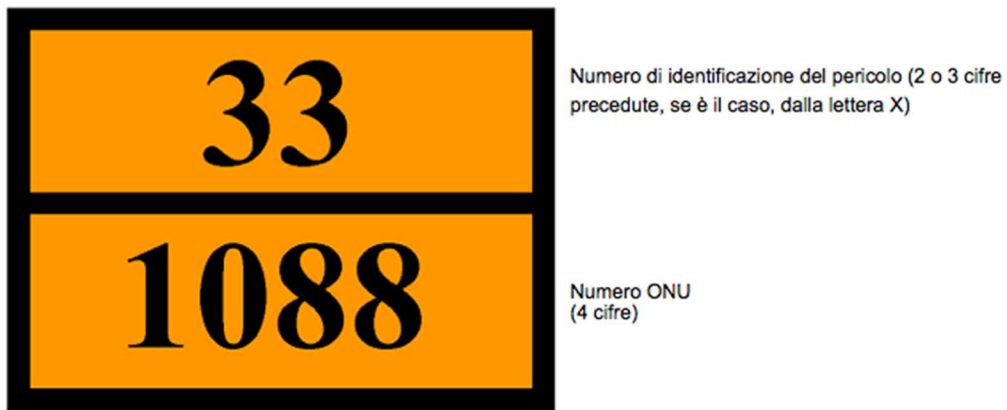 33
Numero di identificazione del pericolo (2 o 3 cifre
precedute, se è il caso, dalla lettera X)
1088
Numero ONU
(4 cifre)